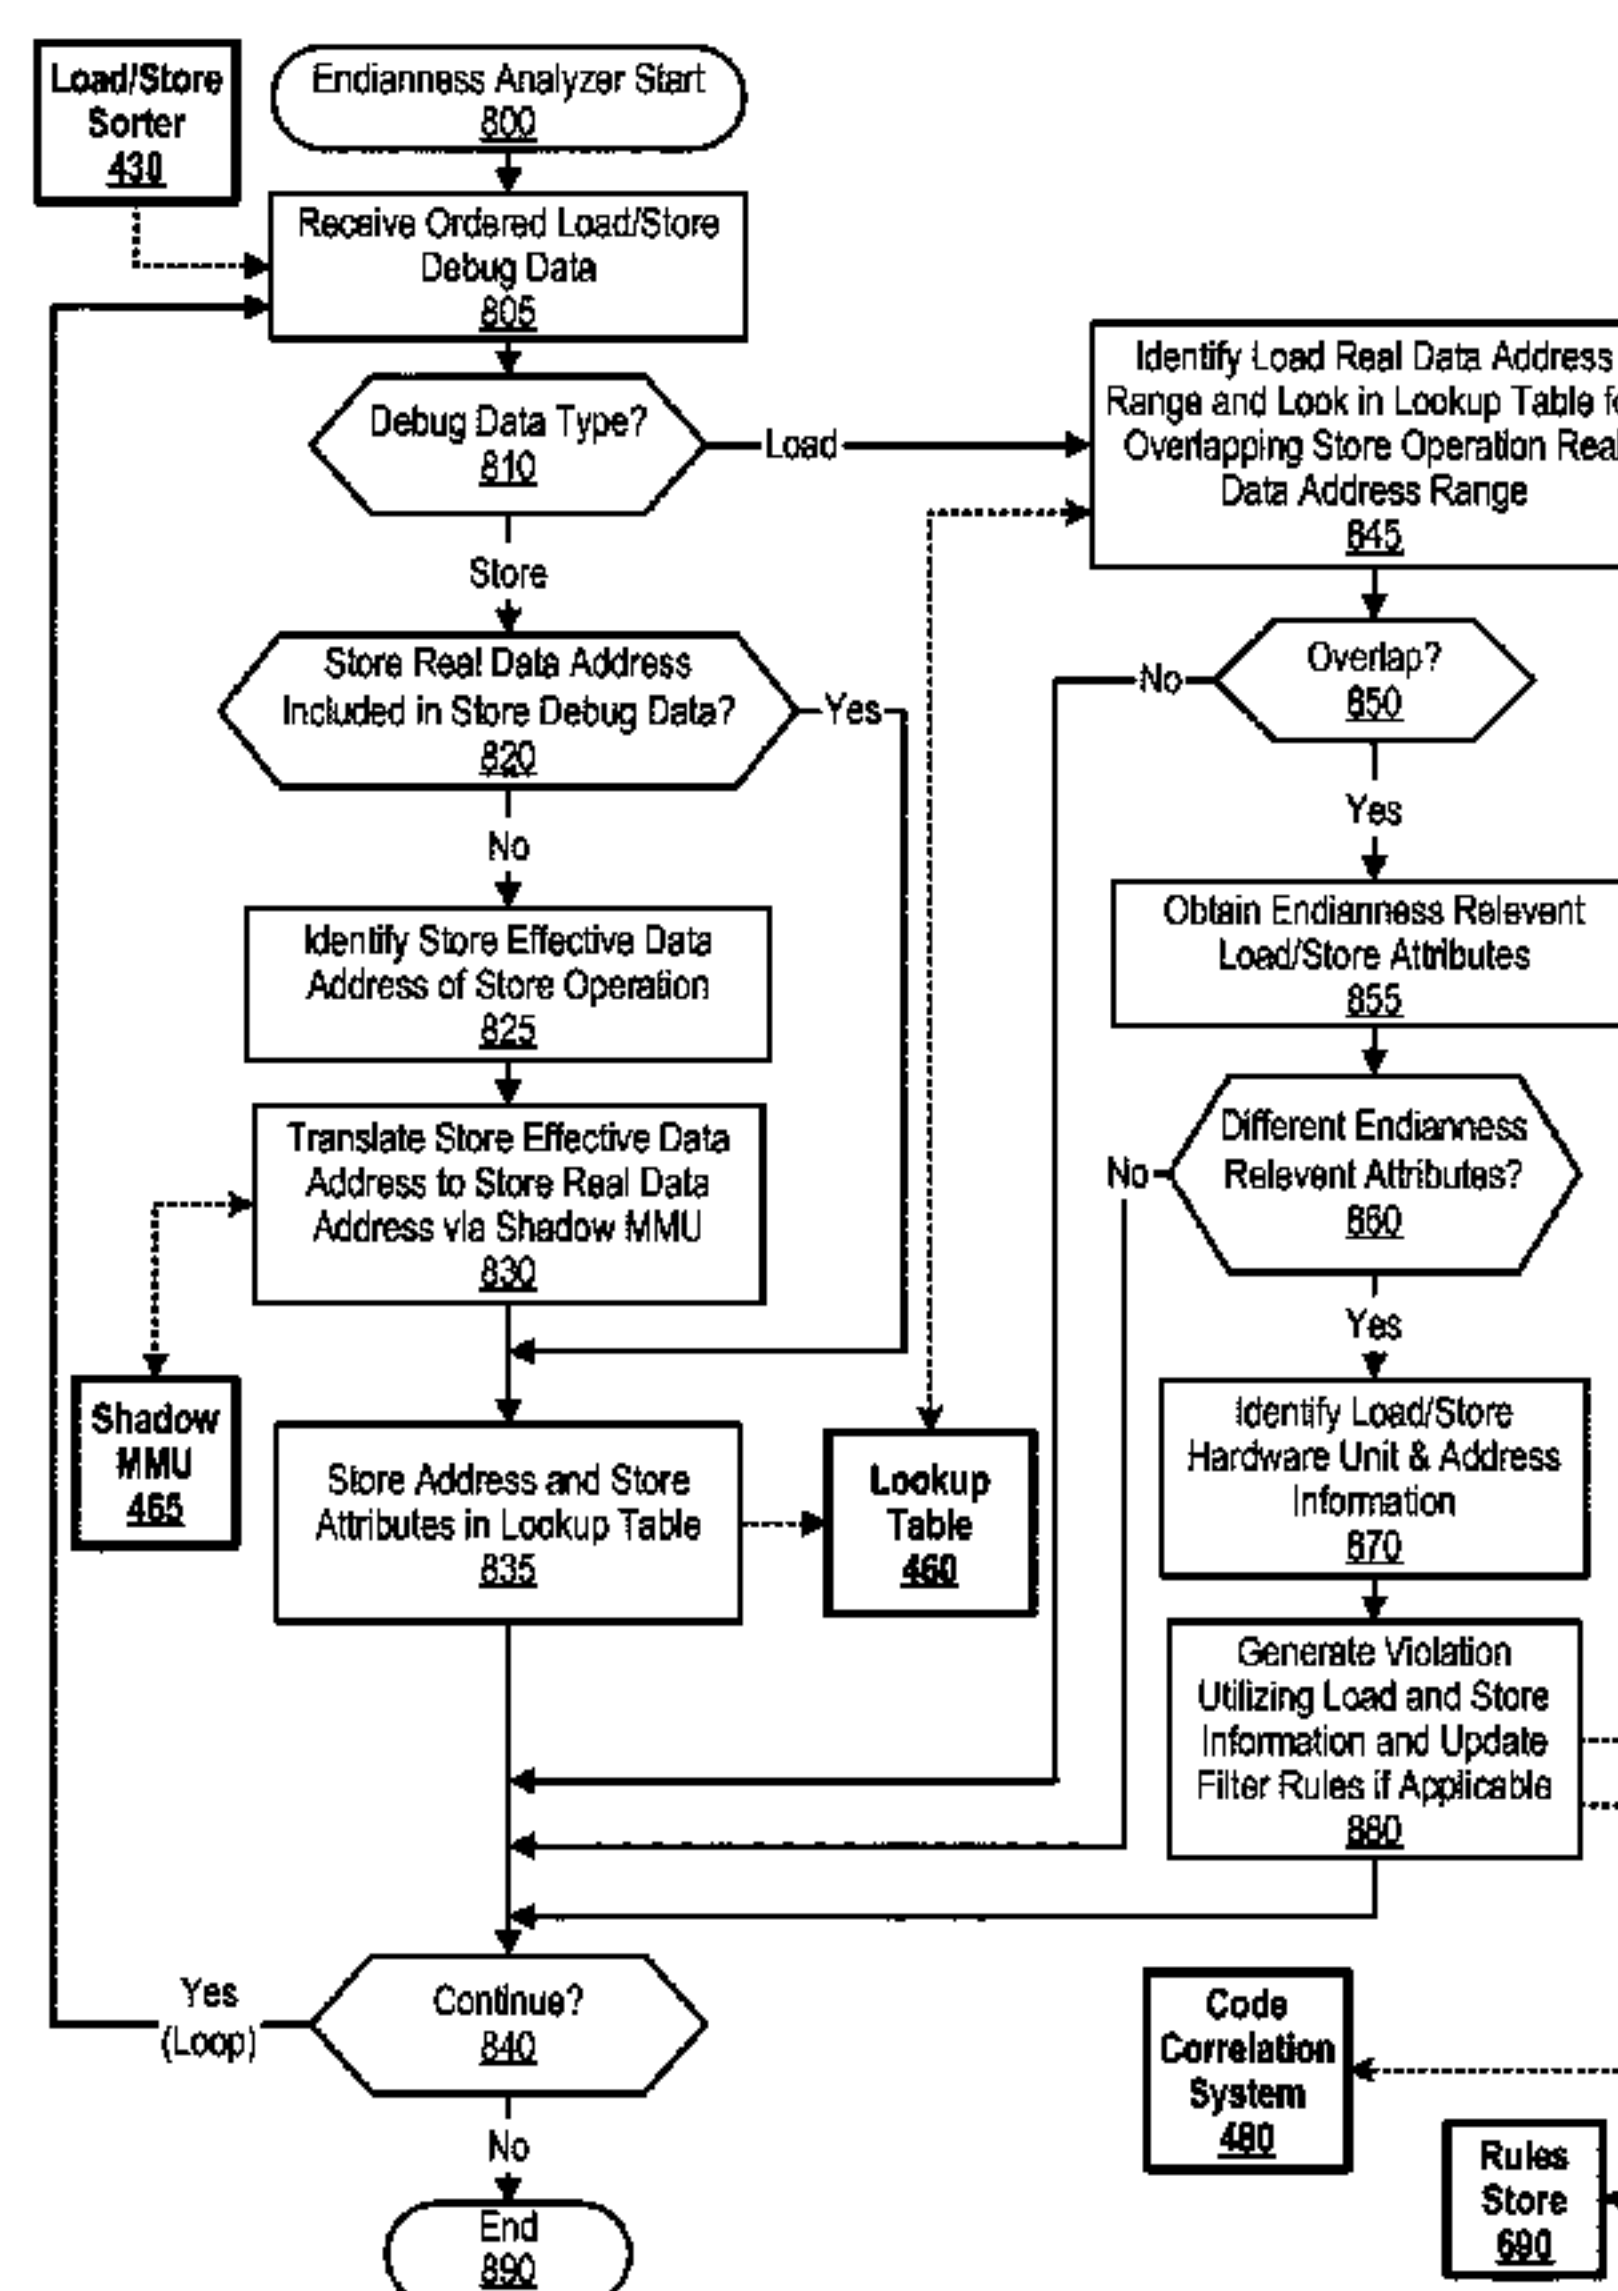 Load/Store
Sorter
430
Endianness Analyzer Start
800
Receive Ordered Load/Store
Debug Data
805
Debug Data Type?
810
Load
Store
Store Real Data Address
Included in Store Debug Data?
820
Yes
No
Identify Store Effective Data
Address of Store Operation
825
Translate Store Effective Data
Address to Store Real Data
Address via Shadow MMU
830
Shadow
MMU
465
Store Address and Store
Attributes in Lookup Table
835
Lookup
Table
460
Identify Load Real Data Address
Range and Look in Lookup Table
Overlapping Store Operation Real
Data Address Range
845
Overlap?
850
No
Yes
Obtain Endianness Relevent
Load/Store Attributes
855
Different Endianness
Relevent Attributes?
860
No
Yes
Identify Load/Store
Hardware Unit & Address
Information
870
Generate Violation
Utilizing Load and Store
Information and Update
Filter Rules if Applicable
880
Continue?
840
Yes
(Loop)
No
End
890
Code
Correlation
System
480
Rules
Store
690